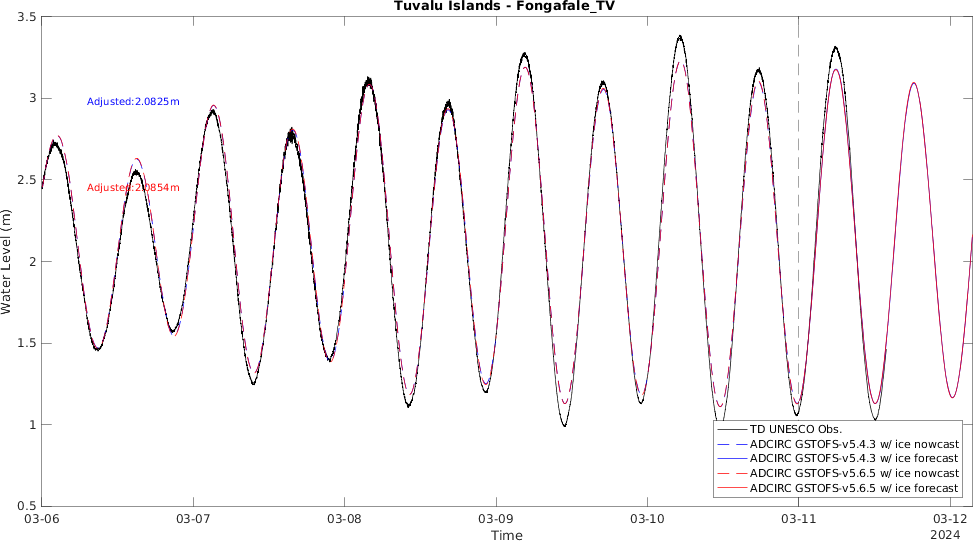 Tuvalu Islands - Fongafale_TV
3.5
3
2.5
2
1.5
1
0.5
Water Level (m)
Adjusted:2.0825m
Adjusted:2.0854m
TD UNESCO Obs.
ADCIRC GSTOFS-v5.4.3 w/ ice nowcast
ADCIRC GSTOFS-v5.4.3 w/ ice forecast
ADCIRC GSTOFS-v5.6.5 w/ ice nowcast
ADCIRC GSTOFS-v5.6.5 w/ ice forecast
03-06 03-07 03-08 03-09 03-10 03-11 03-12
Time
2024